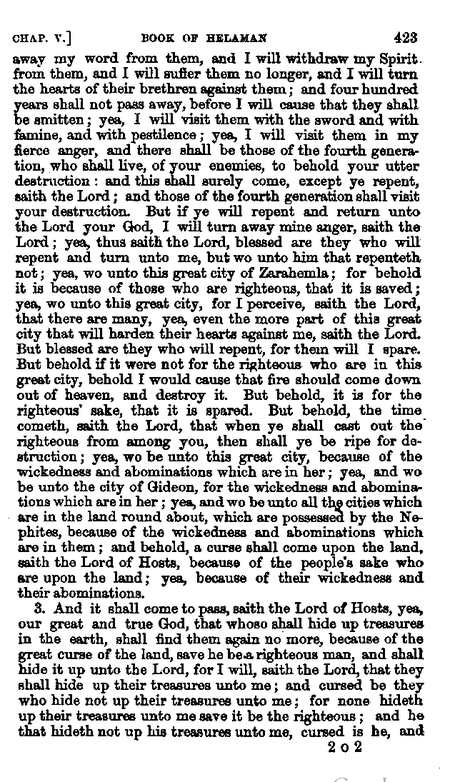 CHAP. V.] BOOK OF HELAMAN 423
away my word from them, and I will withdraw my Spirit
from them, and I will suffer them no longer, and I will turn
the hearts of their brethren against them; and four hundred
years shall not pass away, before I will cause that they shall
be smitten; yea, I will visit them with the sword and with
famine, and with pestilence; yea, I will visit them in my
fierce anger, and there shall be those of the fourth genera-
tion, who shall live, of your enemies, to behold your utter
destruction: and this shall surely come, except ye repent,
saith the Lord; and those of the fourth generation shall visit
your destruction. But if ye will repent and return unto
the Lord your God, I will turn away mine anger, saith the
Lord; yea, thus saith the Lord, blessed are they who will
repent and turn unto me, but wo unto him that repenteth
not; yea, wo unto this great city of Zarahemla; for behold
it is because of those who are righteous, that it is saved;
yea, wo unto this great city, for I perceive, saith the Lord,
that there are many, yea, even the more part of this great
city that will harden their hearts against me, saith the Lord.
But blessed are they who will repent, for them will I spare.
But behold if it were not for the righteous who are in this
great city, behold I would cause that fire should come down
out of heaven, and destroy it. But behold, it is for the
righteous' sake, that it is spared. But behold, the time
cometh, saith the Lord, that when ye shall cast out the
righteous from among you, then shall ye be ripe for de-
struction; yea, wo be unto this great city, because of the
wickedness and abominations which are in her; yea, and wo
be unto the city of Gideon, for the wickedness and abomina-
tions which are in her; yea, and wo be unto all the cities which
are in the land round about, which are possessed by the Ne-
phites, because of the wickedness and abominations which
are in them; and behold, a curse shall come upon the land,
saith the Lord of Hosts, because of the people's sake who
are upon the land; yea, because of their wickedness and
their abominations.
3. And it shall come to pass, saith the Lord of Hosts, yea,
our great and true God, that whoso shall hide up treasures
in the earth, shall find them again no more, because of the
great curse of the land, save he be a righteous man, and shall
hide it up unto the Lord, for I will, saith the Lord, that they
shall hide up their treasures unto me; and cursed be they
who hide not up their treasures unto me; for none hideth
up their treasures unto me save it be the righteous; and he
that hideth not up his treasures unto me, cursed is he, and
2 o 2